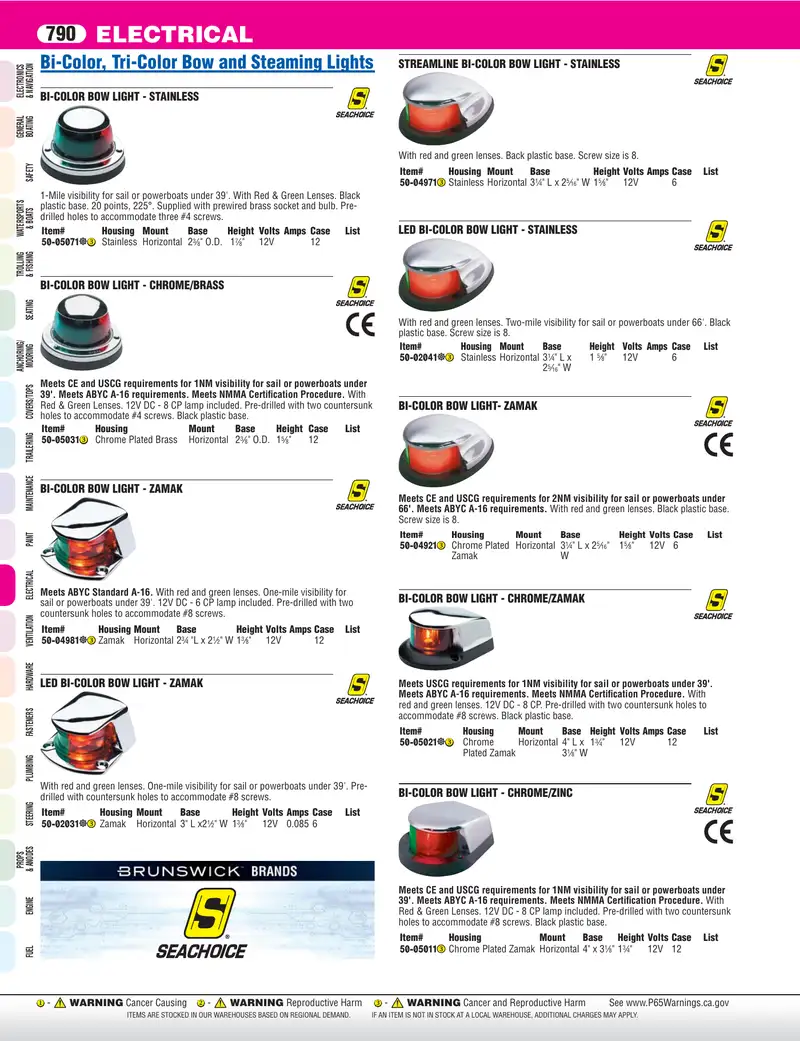 790 ELECTRICAL
Bi-Color, Tri-Color Bow and Steaming Lights
BI-COLOR BOW LIGHT - STAINLESS
SEACHOICE
1-Mile visibility for sail or powerboats under 39'. With Red & Green Lenses. Black
plastic base. 20 points, 225°. Supplied with prewired brass socket and bulb. Pre-
drilled holes to accommodate three #4 screws.
Item# Housing Mount Base Height Volts Amps Case List
50-05071 3 Stainless Horizontal 2⅝" O.D. 1⅞" 12V 12
BI-COLOR BOW LIGHT - CHROME/BRASS
SEACHOICE
CE
Meets CE and USCG requirements for 1NM visibility for sail or powerboats under
39'. Meets ABYC A-16 requirements. Meets NMMA Certification Procedure. With
Red & Green Lenses. 12V DC - 8 CP lamp included. Pre-drilled with two countersunk
holes to accommodate #4 screws. Black plastic base.
Item# Housing Mount Base Height Case List
50-05031 3 Chrome Plated Brass Horizontal 2⅝" O.D. 1⅝" 12
BI-COLOR BOW LIGHT - ZAMAK
SEACHOICE
Meets ABYC Standard A-16. With red and green lenses. One-mile visibility for
sail or powerboats under 39'. 12V DC - 6 CP lamp included. Pre-drilled with two
countersunk holes to accommodate #8 screws.
Item# Housing Mount Base Height Volts Amps Case List
50-04981 3 Zamak Horizontal 2¾ "L x 2½" W 1⅜" 12V 12
LED BI-COLOR BOW LIGHT - ZAMAK
SEACHOICE
With red and green lenses. One-mile visibility for sail or powerboats under 39'. Pre-
drilled with countersunk holes to accommodate #8 screws.
Item# Housing Mount Base Height Volts Amps Case List
50-02031 3 Zamak Horizontal 3" L x2½" W 1⅜" 12V 0.085 6
BRUNSWICK BRANDS
SEACHOICE
STREAMLINE BI-COLOR BOW LIGHT - STAINLESS
SEACHOICE
With red and green lenses. Back plastic base. Screw size is 8.
Item# Housing Mount Base Height Volts Amps Case List
50-04971 3 Stainless Horizontal 3¼" L x 2⁵⁄₁₆" W 1⅝" 12V 6
LED BI-COLOR BOW LIGHT - STAINLESS
SEACHOICE
With red and green lenses. Two-mile visibility for sail or powerboats under 66'. Black
plastic base. Screw size is 8.
Item# Housing Mount Base Height Volts Amps Case List
50-02041 3 Stainless Horizontal 3¼" L x 1 ⅝" 12V 6
2⁵⁄₁₆" W
BI-COLOR BOW LIGHT- ZAMAK
SEACHOICE
CE
Meets CE and USCG requirements for 2NM visibility for sail or powerboats under
66'. Meets ABYC A-16 requirements. With red and green lenses. Black plastic base.
Screw size is 8.
Item# Housing Mount Base Height Volts Case List
50-04921 3 Chrome Plated Horizontal 3¼" L x 2⁵⁄₁₆" 1⅝" 12V 6
Zamak W
BI-COLOR BOW LIGHT - CHROME/ZAMAK
SEACHOICE
Meets USCG requirements for 1NM visibility for sail or powerboats under 39'.
Meets ABYC A-16 requirements. Meets NMMA Certification Procedure. With
red and green lenses. 12V DC - 8 CP. Pre-drilled with two countersunk holes to
accommodate #8 screws. Black plastic base.
Item# Housing Mount Base Height Volts Amps Case List
50-05021 3 Chrome Horizontal 4" L x 1¾" 12V 12
Plated Zamak 3⅛" W
BI-COLOR BOW LIGHT - CHROME/ZINC
SEACHOICE
CE
Meets CE and USCG requirements for 1NM visibility for sail or powerboats under
39'. Meets ABYC A-16 requirements. Meets NMMA Certification Procedure. With
Red & Green Lenses. 12V DC - 8 CP lamp included. Pre-drilled with two countersunk
holes to accommodate #8 screws. Black plastic base.
Item# Housing Mount Base Height Volts Case List
50-05011 3 Chrome Plated Zamak Horizontal 4" x 3⅛" 1¾" 12V 12
ELECTRONICS
& NAVIGATION
GENERAL
BOATING
SAFETY
WATERSPORTS
& BOATS
TROLLING
& FISHING
SEATING
ANCHORING/
MOORING
COVERS/TOPS
TRAILERING
MAINTENANCE
PAINT
ELECTRICAL
VENTILATION
HARDWARE
FASTENERS
PLUMBING
STEERING
PROPS
& ANODES
ENGINE
FUEL
1 - WARNING Cancer Causing 2 - WARNING Reproductive Harm 3 - WARNING Cancer and Reproductive Harm See www.P65Warnings.ca.gov
ITEMS ARE STOCKED IN OUR WAREHOUSES BASED ON REGIONAL DEMAND. IF AN ITEM IS NOT IN STOCK AT A LOCAL WAREHOUSE, ADDITIONAL CHARGES MAY APPLY.